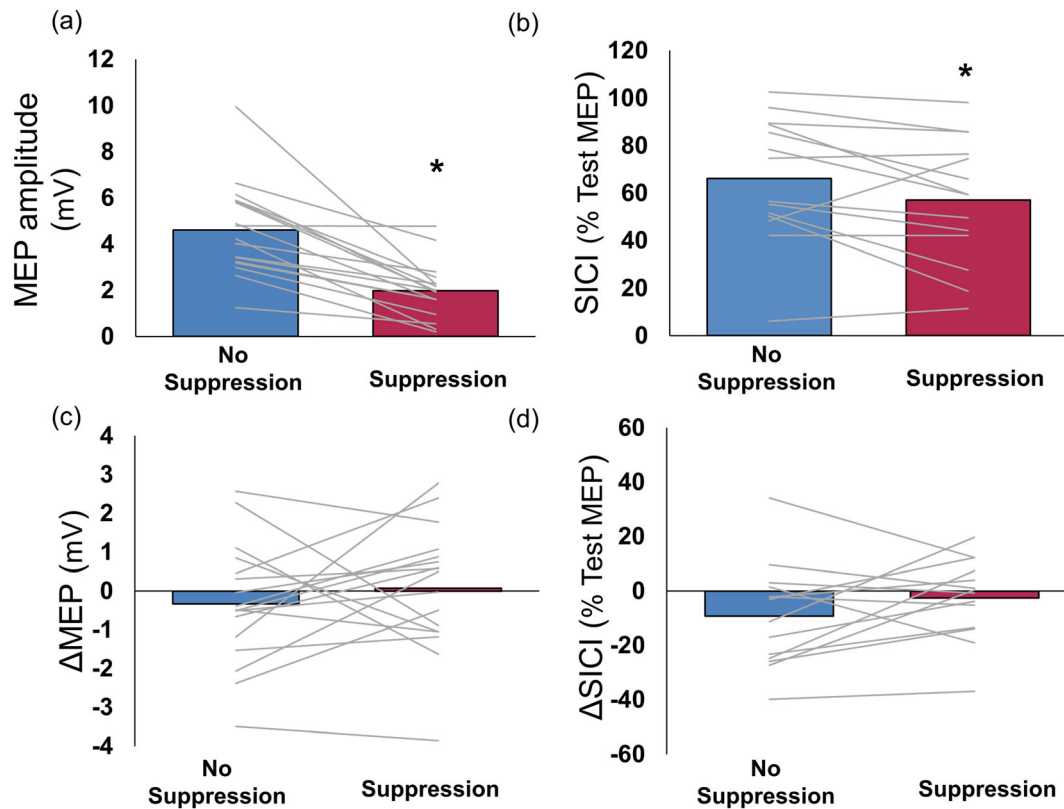 (a)
MEP amplitude
(mV)
12
10
8
6
4
2
0
*
No
Suppression
Suppression
(b)
SICI (% Test MEP)
120
100
80
60
40
20
0
*
No
Suppression
Suppression
(c)
ΔMEP (mV)
4
3
2
1
0
-1
-2
-3
-4
No
Suppression
Suppression
(d)
ΔSICI (% Test MEP)
60
40
20
0
-20
-40
-60
No
Suppression
Suppression